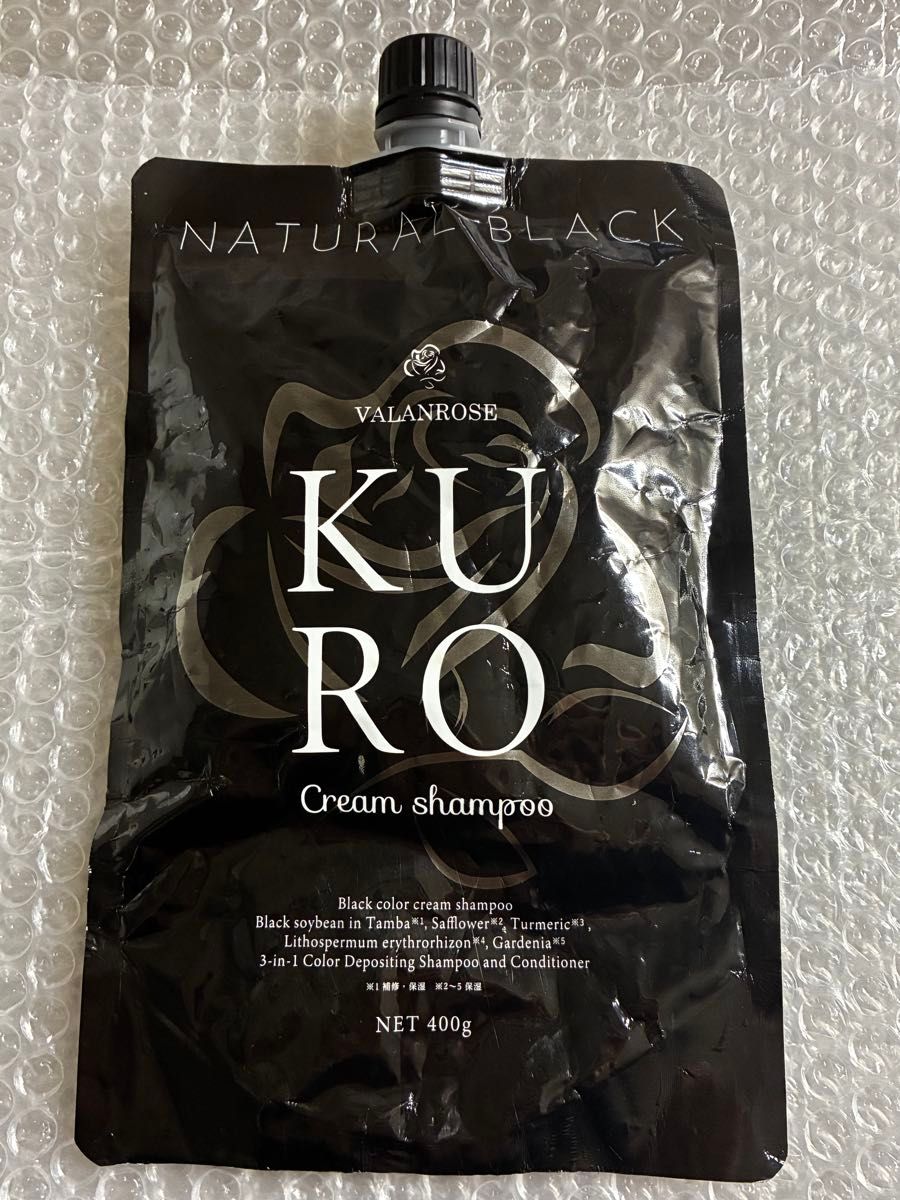 NATURAL BLACK
VALANROSE
KU
RO
Cream shampoo
Black color cream shampoo
Black soybean in Tamba※1, Safflower※2, Turmeric※3,
Lithospermum erythrorhizon※4, Gardenia※5
3-in-1 Color Depositing Shampoo and Conditioner
※1 補修・保湿 ※2〜5 保湿
NET 400g